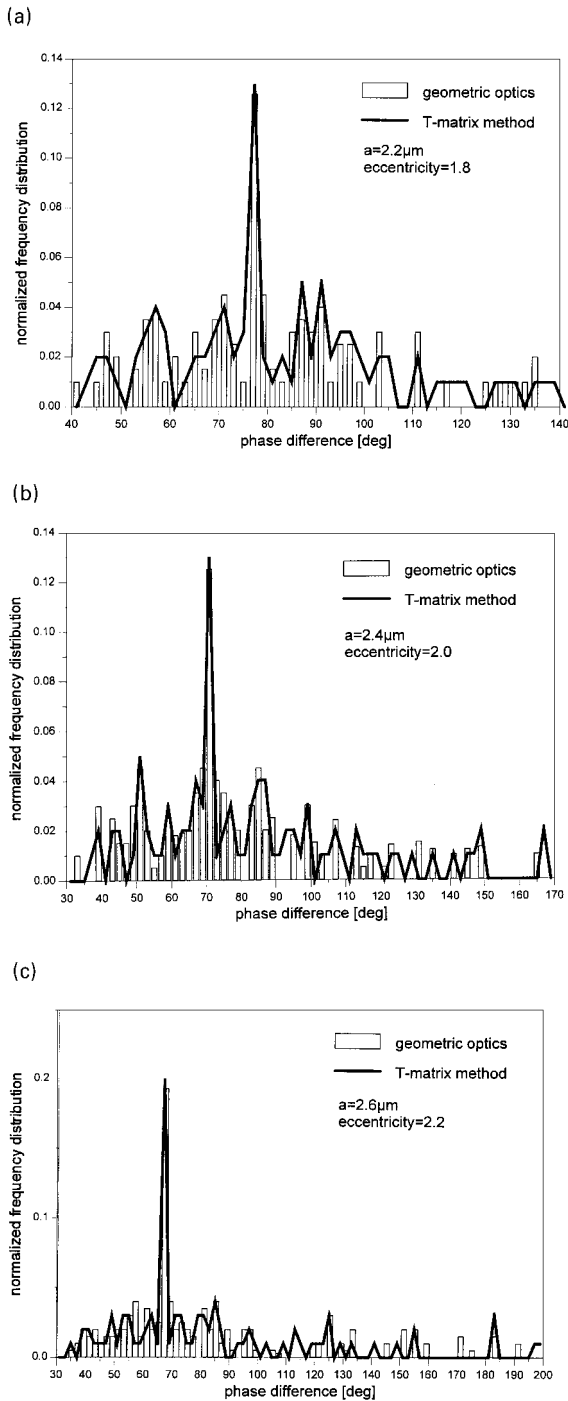 (a)
0.14
0.12
0.10
0.08
0.06
0.04
0.02
0.00
normalized frequency distribution
geometric optics
T-matrix method
a=2.2µm
eccentricity=1.8
40 50 60 70 80 90 100 110 120 130 140
phase difference [deg]
(b)
0.14
0.12
0.10
0.08
0.06
0.04
0.02
0.00
normalized frequency distribution
geometric optics
T-matrix method
a=2.4µm
eccentricity=2.0
30 40 50 60 70 80 90 100 110 120 130 140 150 160 170
phase difference [deg]
(c)
0.2
0.1
0.0
normalized frequency distribution
geometric optics
T-matrix method
a=2.6µm
eccentricity=2.2
30 40 50 60 70 80 90 100 110 120 130 140 150 160 170 180 190 200
phase difference [deg]